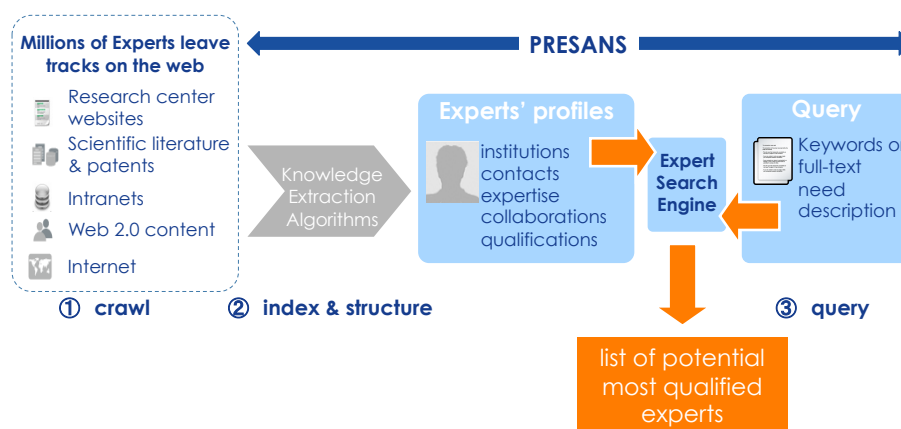 Millions of Experts leave
tracks on the web
Research center
websites
Scientific literature
& patents
Intranets
Web 2.0 content
Internet
PRESANS
Knowledge
Extraction
Algorithms
Experts' profiles
institutions
contacts
expertise
collaborations
qualifications
Expert
Search
Engine
Query
Keywords or
full-text
need
description
① crawl
② index & structure
③ query
list of potential
most qualified
experts